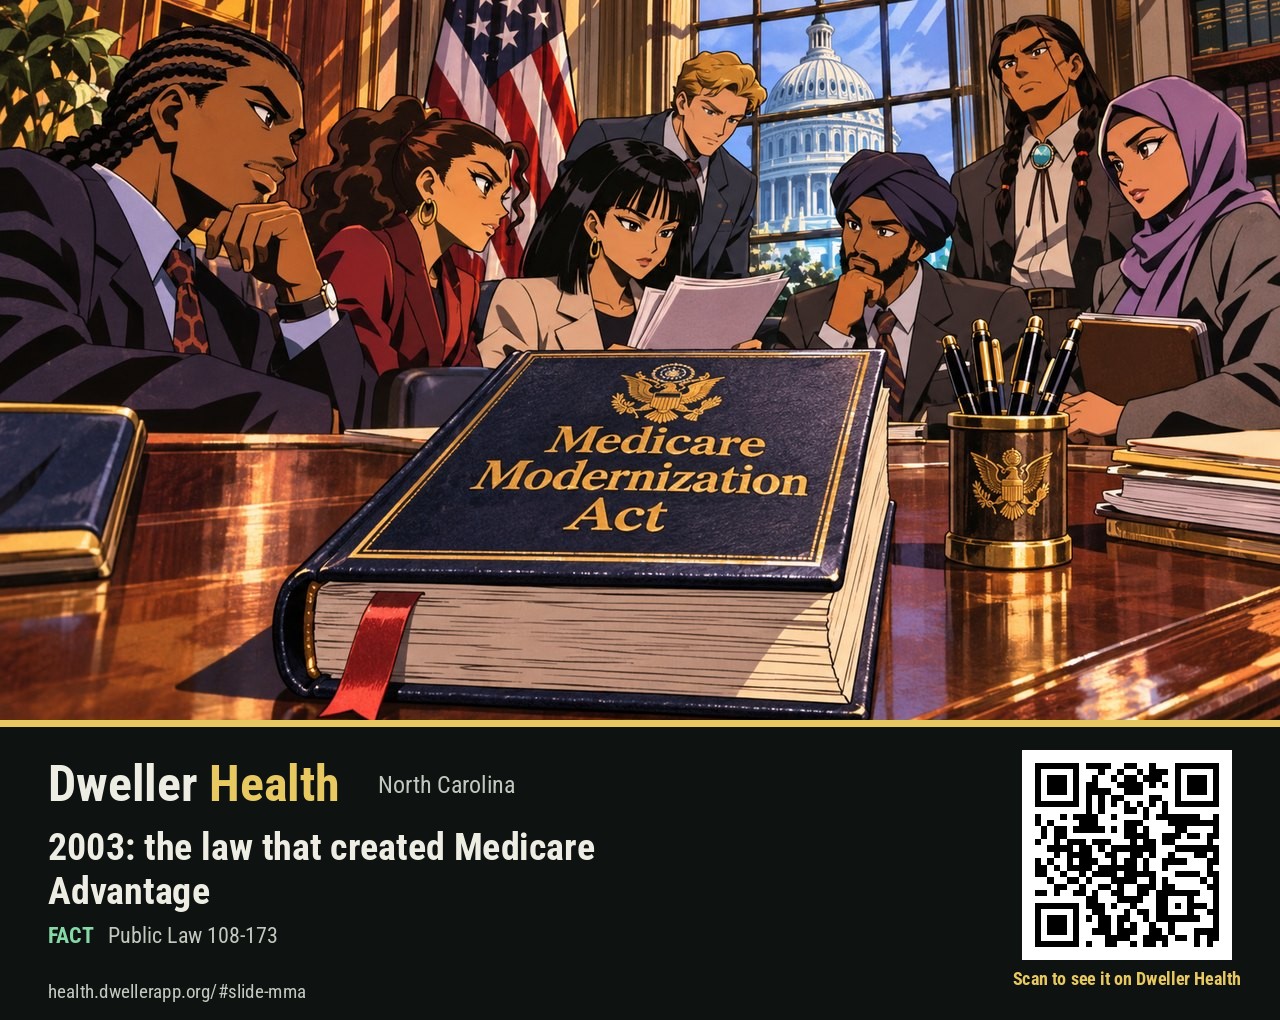 Medicare
Modernization
Act
Dweller Health
North Carolina
2003: the law that created Medicare
Advantage
FACT Public Law 108-173
health.dwellerapp.org/#slide-mma
Scan to see it on Dweller Health